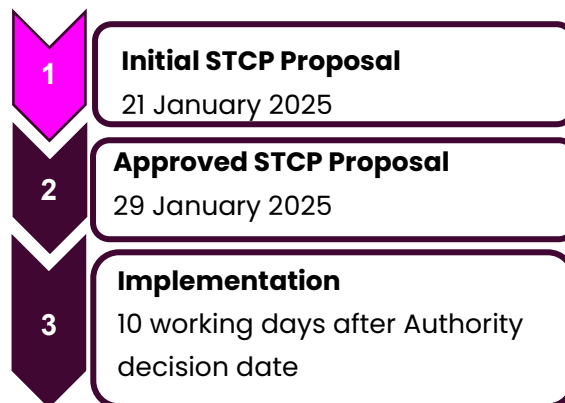 1
Initial STCP Proposal
21 January 2025
2
Approved STCP Proposal
29 January 2025
3
Implementation
10 working days after Authority
decision date